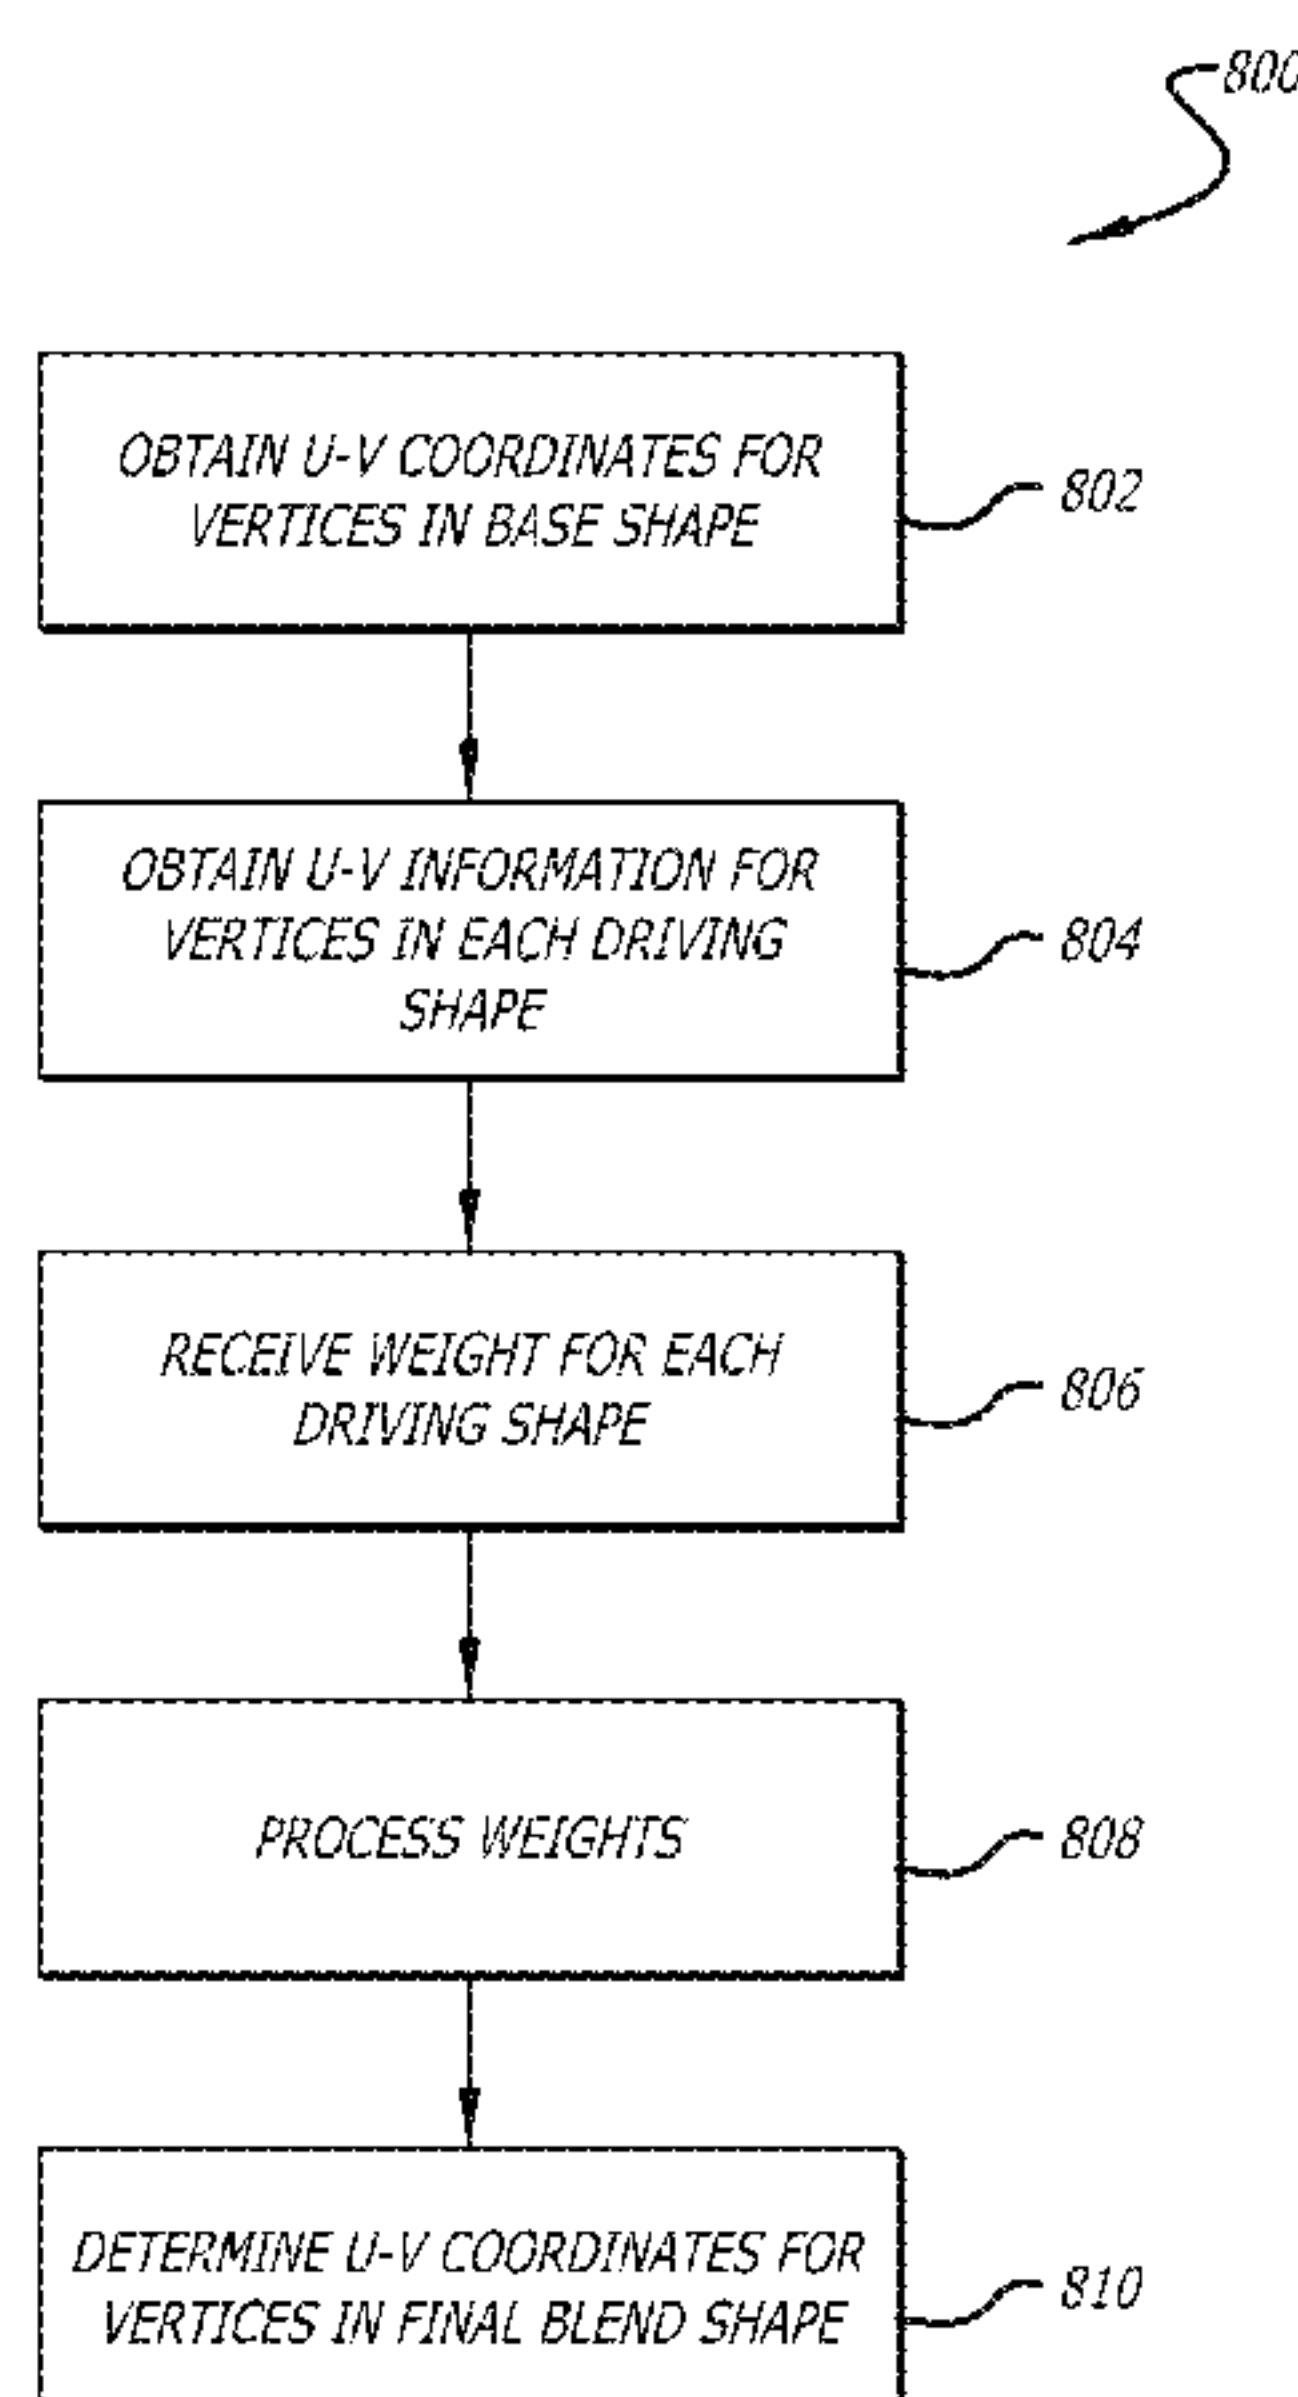 800
OBTAIN U-V COORDINATES FOR
VERTICES IN BASE SHAPE
802
OBTAIN U-V INFORMATION FOR
VERTICES IN EACH DRIVING
SHAPE
804
RECEIVE WEIGHT FOR EACH
DRIVING SHAPE
806
PROCESS WEIGHTS
808
DETERMINE U-V COORDINATES FOR
VERTICES IN FINAL BLEND SHAPE
810